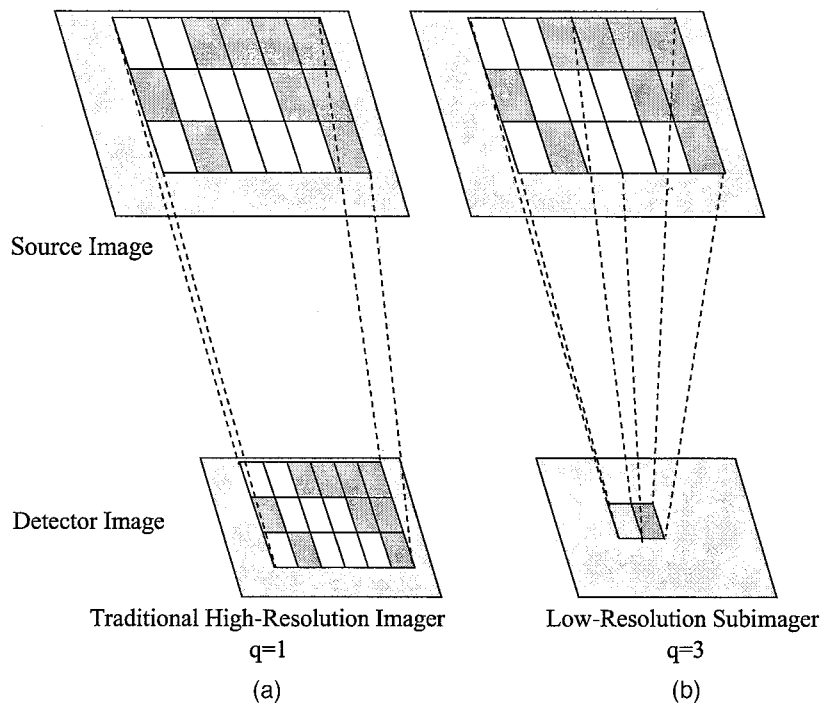 Source Image
Detector Image
Traditional High-Resolution Imager
q=1
(a)
Low-Resolution Subimager
q=3
(b)